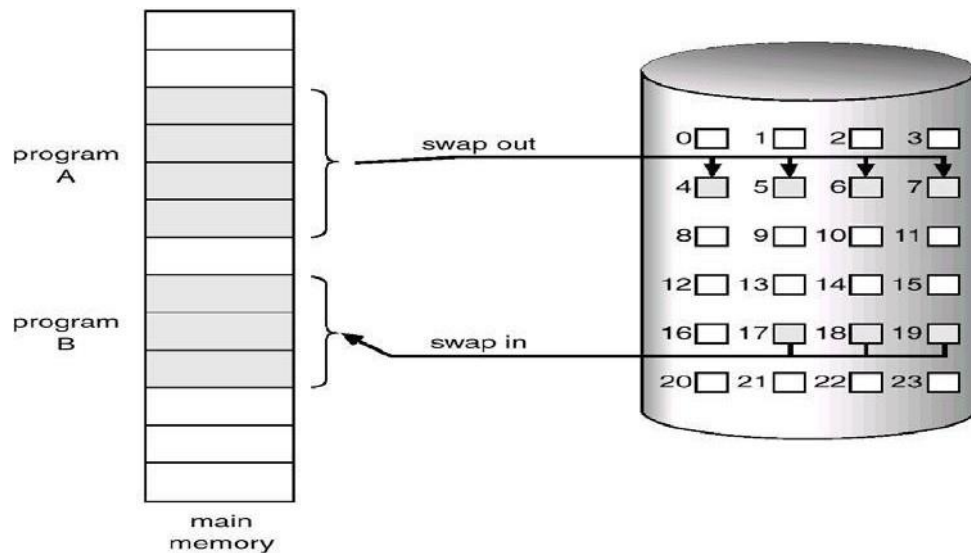 program
A
program
B
main
memory
swap out
swap in
0 1 2 3
4 5 6 7
8 9 10 11
12 13 14 15
16 17 18 19
20 21 22 23